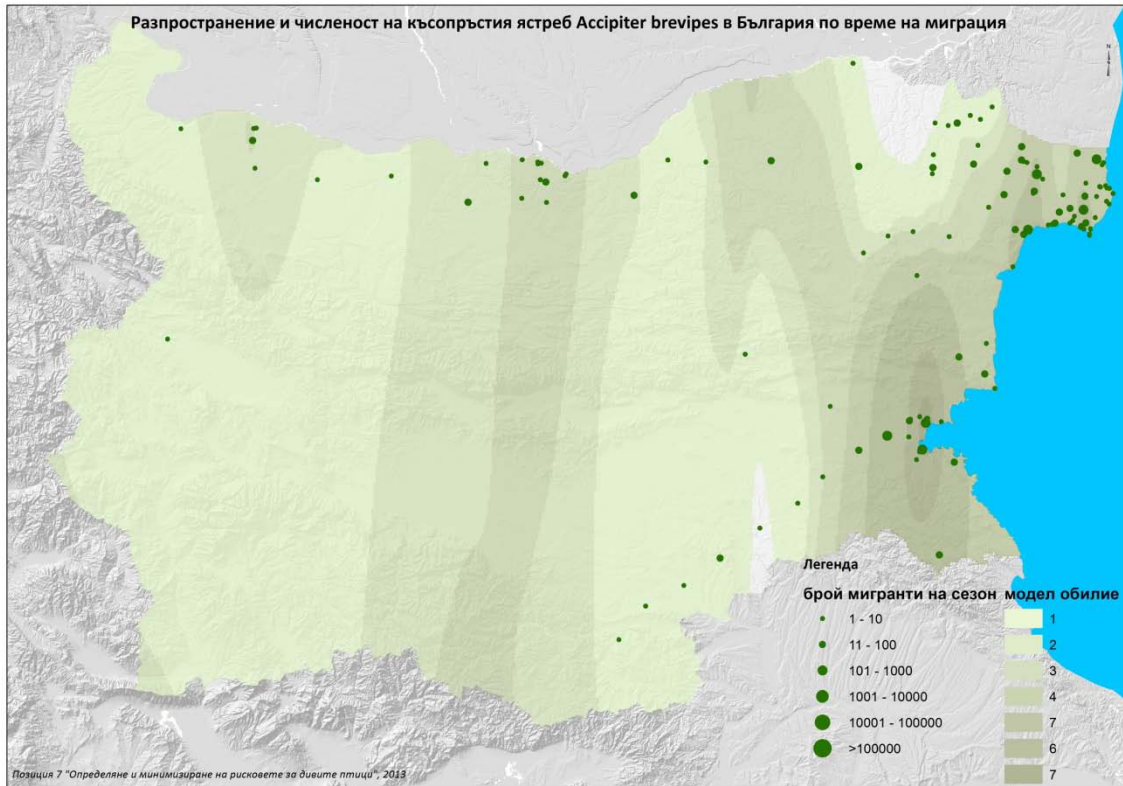 Разпространение и численост на късопръстия ястреб Accipiter brevipes в България по време на миграция
N
Легенда
брой мигранти на сезон модел обилие
1 - 10 1
11 - 100 2
101 - 1000 3
1001 - 10000 4
10001 - 100000 7
>100000 6
7
Позиция 7 "Определяне и минимизиране на рисковете за дивите птици", 2013